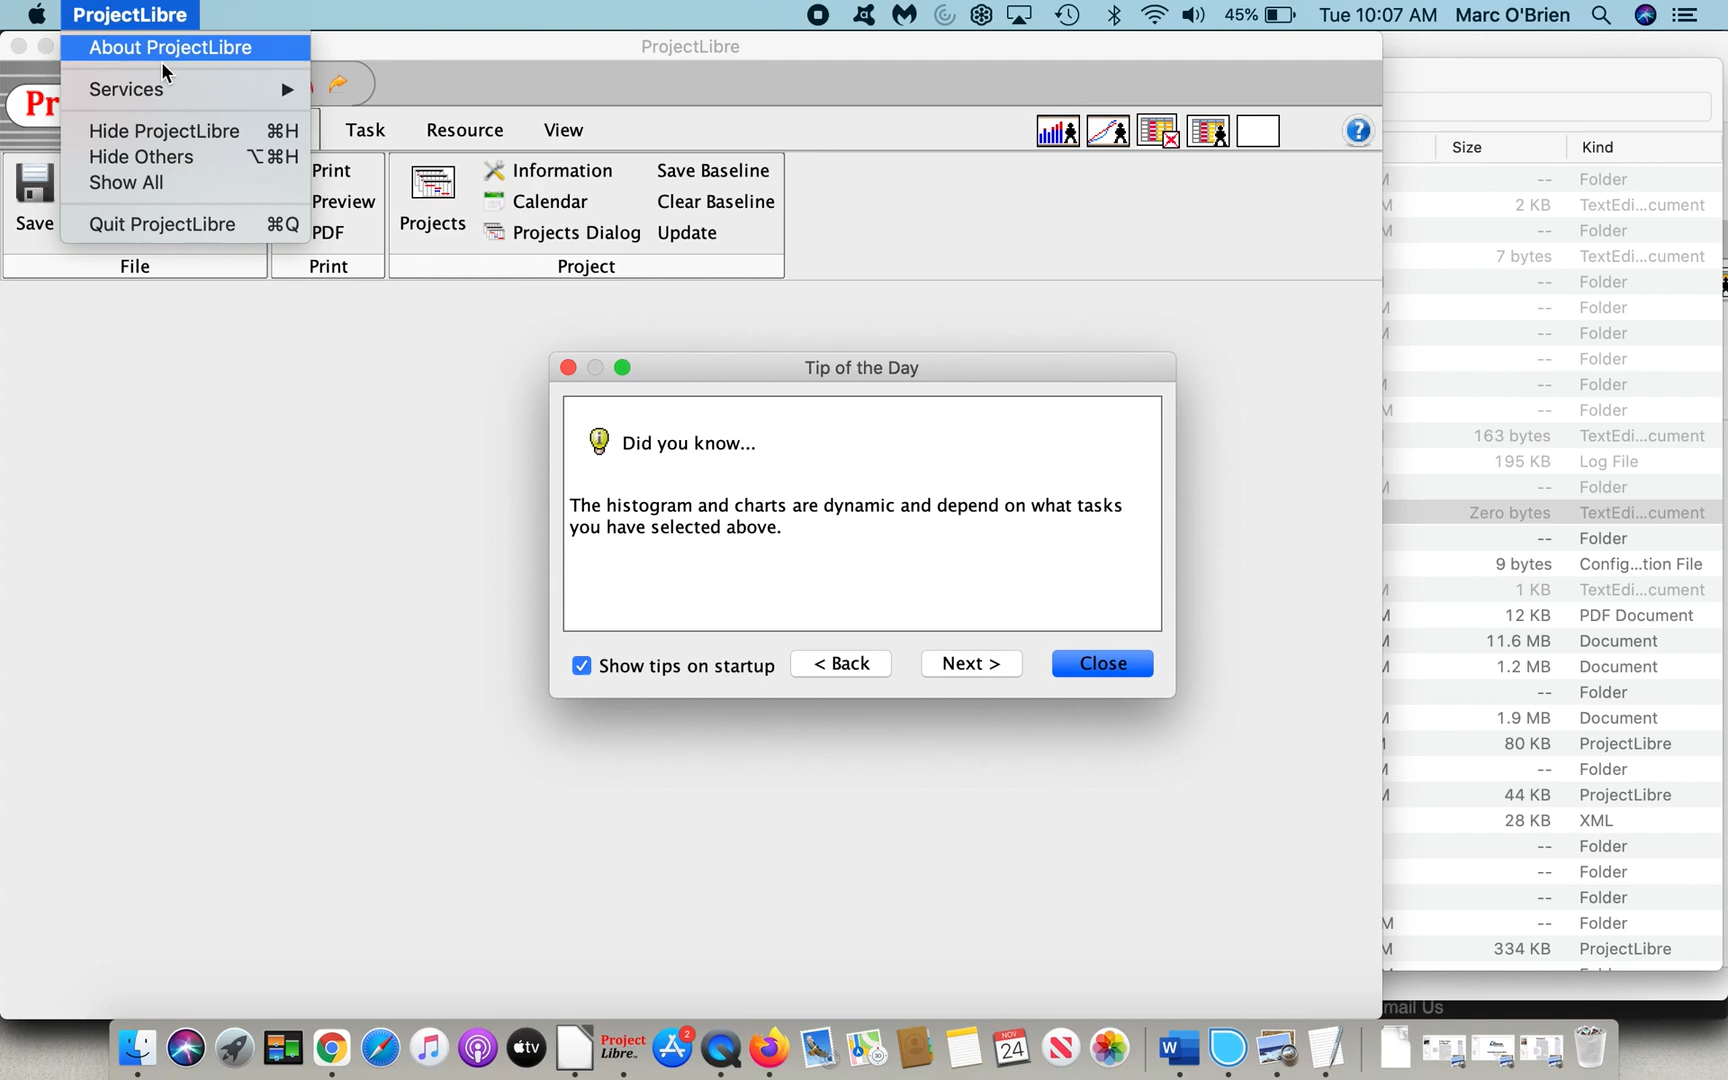 ProjectLibre
45%
Tue 10:07 AM
Marc O'Brien
About ProjectLibre
Services
Hide ProjectLibre ⌘H
Hide Others ⌥⌘H
Show All
Quit ProjectLibre ⌘Q
ProjectLibre
Pr
Task
Resource
View
Save
Print
Preview
PDF
Projects
Information
Calendar
Projects Dialog
Save Baseline
Clear Baseline
Update
File
Print
Project
Tip of the Day
Did you know...
The histogram and charts are dynamic and depend on what tasks
you have selected above.
Show tips on startup
< Back
Next >
Close
Size
Kind
-- Folder
2 KB TextEdi...cument
-- Folder
7 bytes TextEdi...cument
-- Folder
-- Folder
-- Folder
-- Folder
-- Folder
-- Folder
163 bytes TextEdi...cument
195 KB Log File
-- Folder
Zero bytes TextEdi...cument
-- Folder
9 bytes Config...tion File
1 KB TextEdi...cument
12 KB PDF Document
11.6 MB Document
1.2 MB Document
-- Folder
1.9 MB Document
80 KB ProjectLibre
-- Folder
44 KB ProjectLibre
28 KB XML
-- Folder
-- Folder
-- Folder
-- Folder
334 KB ProjectLibre
mail Us
tv
Project
Libre..
2
NOV
24
W